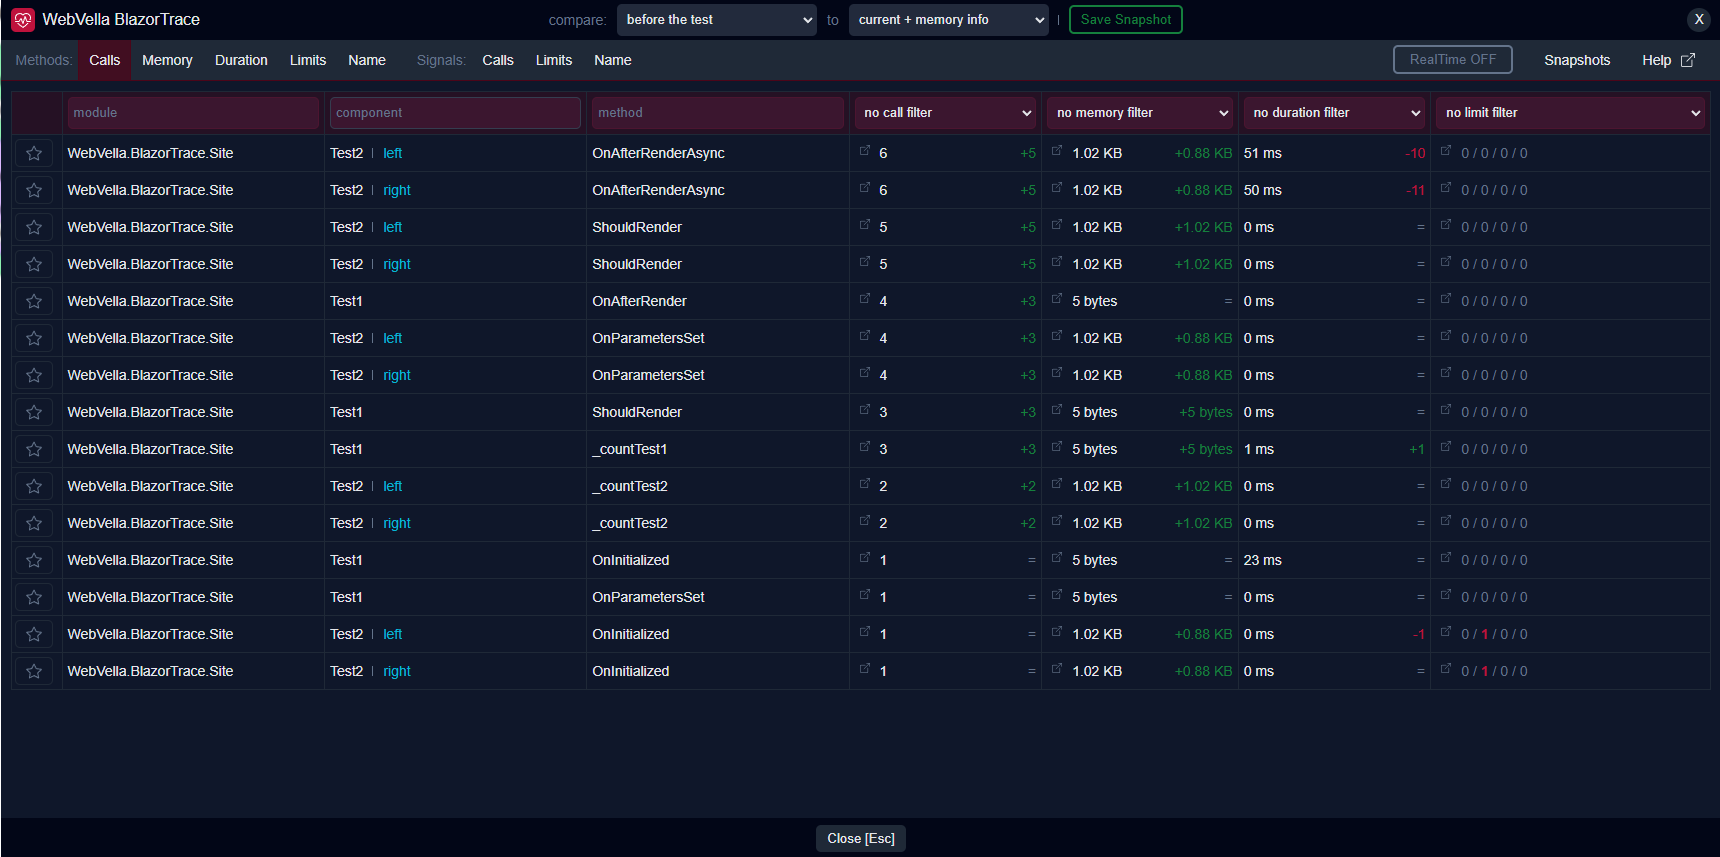 WebVella BlazorTrace compare: before the test to current + memory info | Save Snapshot X
Methods: Calls Memory Duration Limits Name Signals: Calls Limits Name RealTime OFF Snapshots Help
module component method no call filter no memory filter no duration filter no limit filter
WebVella.BlazorTrace.Site Test2 | left OnAfterRenderAsync 6 +5 1.02 KB +0.88 KB 51 ms -10 0 / 0 / 0 / 0
WebVella.BlazorTrace.Site Test2 | right OnAfterRenderAsync 6 +5 1.02 KB +0.88 KB 50 ms -11 0 / 0 / 0 / 0
WebVella.BlazorTrace.Site Test2 | left ShouldRender 5 +5 1.02 KB +1.02 KB 0 ms = 0 / 0 / 0 / 0
WebVella.BlazorTrace.Site Test2 | right ShouldRender 5 +5 1.02 KB +1.02 KB 0 ms = 0 / 0 / 0 / 0
WebVella.BlazorTrace.Site Test1 OnAfterRender 4 +3 5 bytes = 0 ms = 0 / 0 / 0 / 0
WebVella.BlazorTrace.Site Test2 | left OnParametersSet 4 +3 1.02 KB +0.88 KB 0 ms = 0 / 0 / 0 / 0
WebVella.BlazorTrace.Site Test2 | right OnParametersSet 4 +3 1.02 KB +0.88 KB 0 ms = 0 / 0 / 0 / 0
WebVella.BlazorTrace.Site Test1 ShouldRender 3 +3 5 bytes +5 bytes 0 ms = 0 / 0 / 0 / 0
WebVella.BlazorTrace.Site Test1 _countTest1 3 +3 5 bytes +5 bytes 1 ms +1 0 / 0 / 0 / 0
WebVella.BlazorTrace.Site Test2 | left _countTest2 2 +2 1.02 KB +1.02 KB 0 ms = 0 / 0 / 0 / 0
WebVella.BlazorTrace.Site Test2 | right _countTest2 2 +2 1.02 KB +1.02 KB 0 ms = 0 / 0 / 0 / 0
WebVella.BlazorTrace.Site Test1 OnInitialized 1 = 5 bytes = 23 ms = 0 / 0 / 0 / 0
WebVella.BlazorTrace.Site Test1 OnParametersSet 1 = 5 bytes = 0 ms = 0 / 0 / 0 / 0
WebVella.BlazorTrace.Site Test2 | left OnInitialized 1 = 1.02 KB +0.88 KB 0 ms -1 0 / 1 / 0 / 0
WebVella.BlazorTrace.Site Test2 | right OnInitialized 1 = 1.02 KB +0.88 KB 0 ms = 0 / 1 / 0 / 0
Close [Esc]